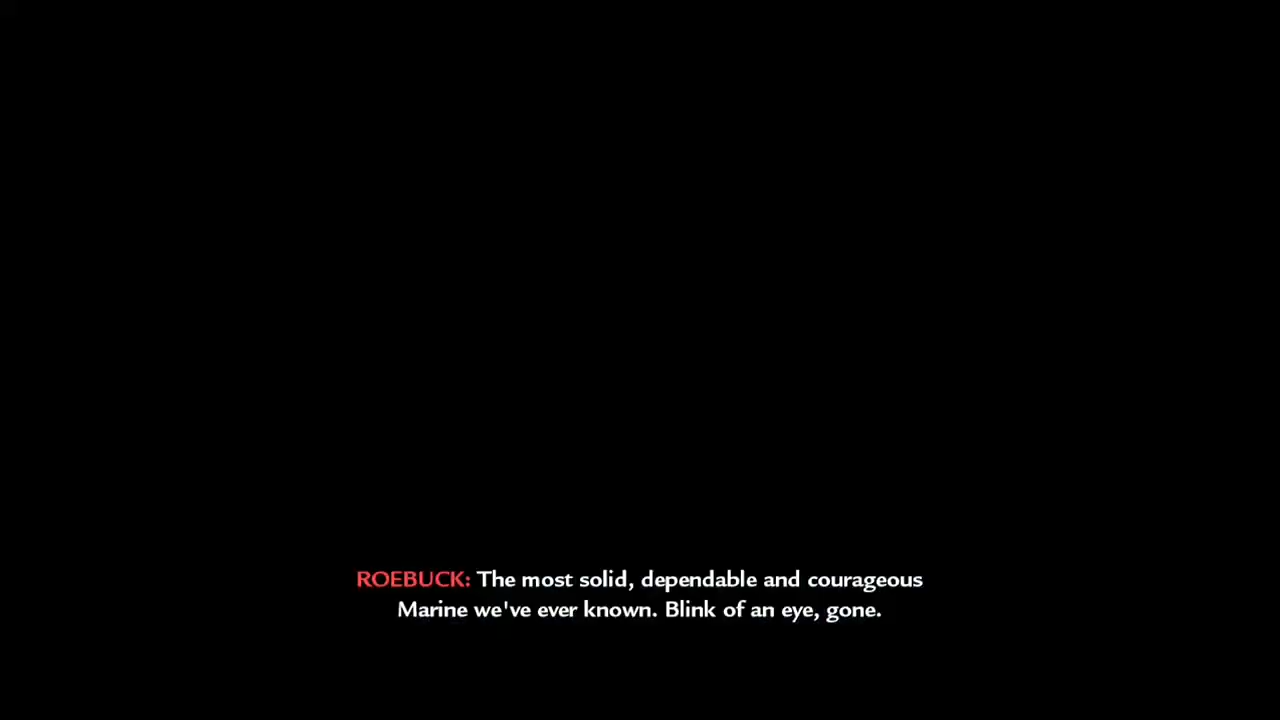 ROEBUCK: The most solid, dependable and courageous
Marine we've ever known. Blink of an eye, gone.